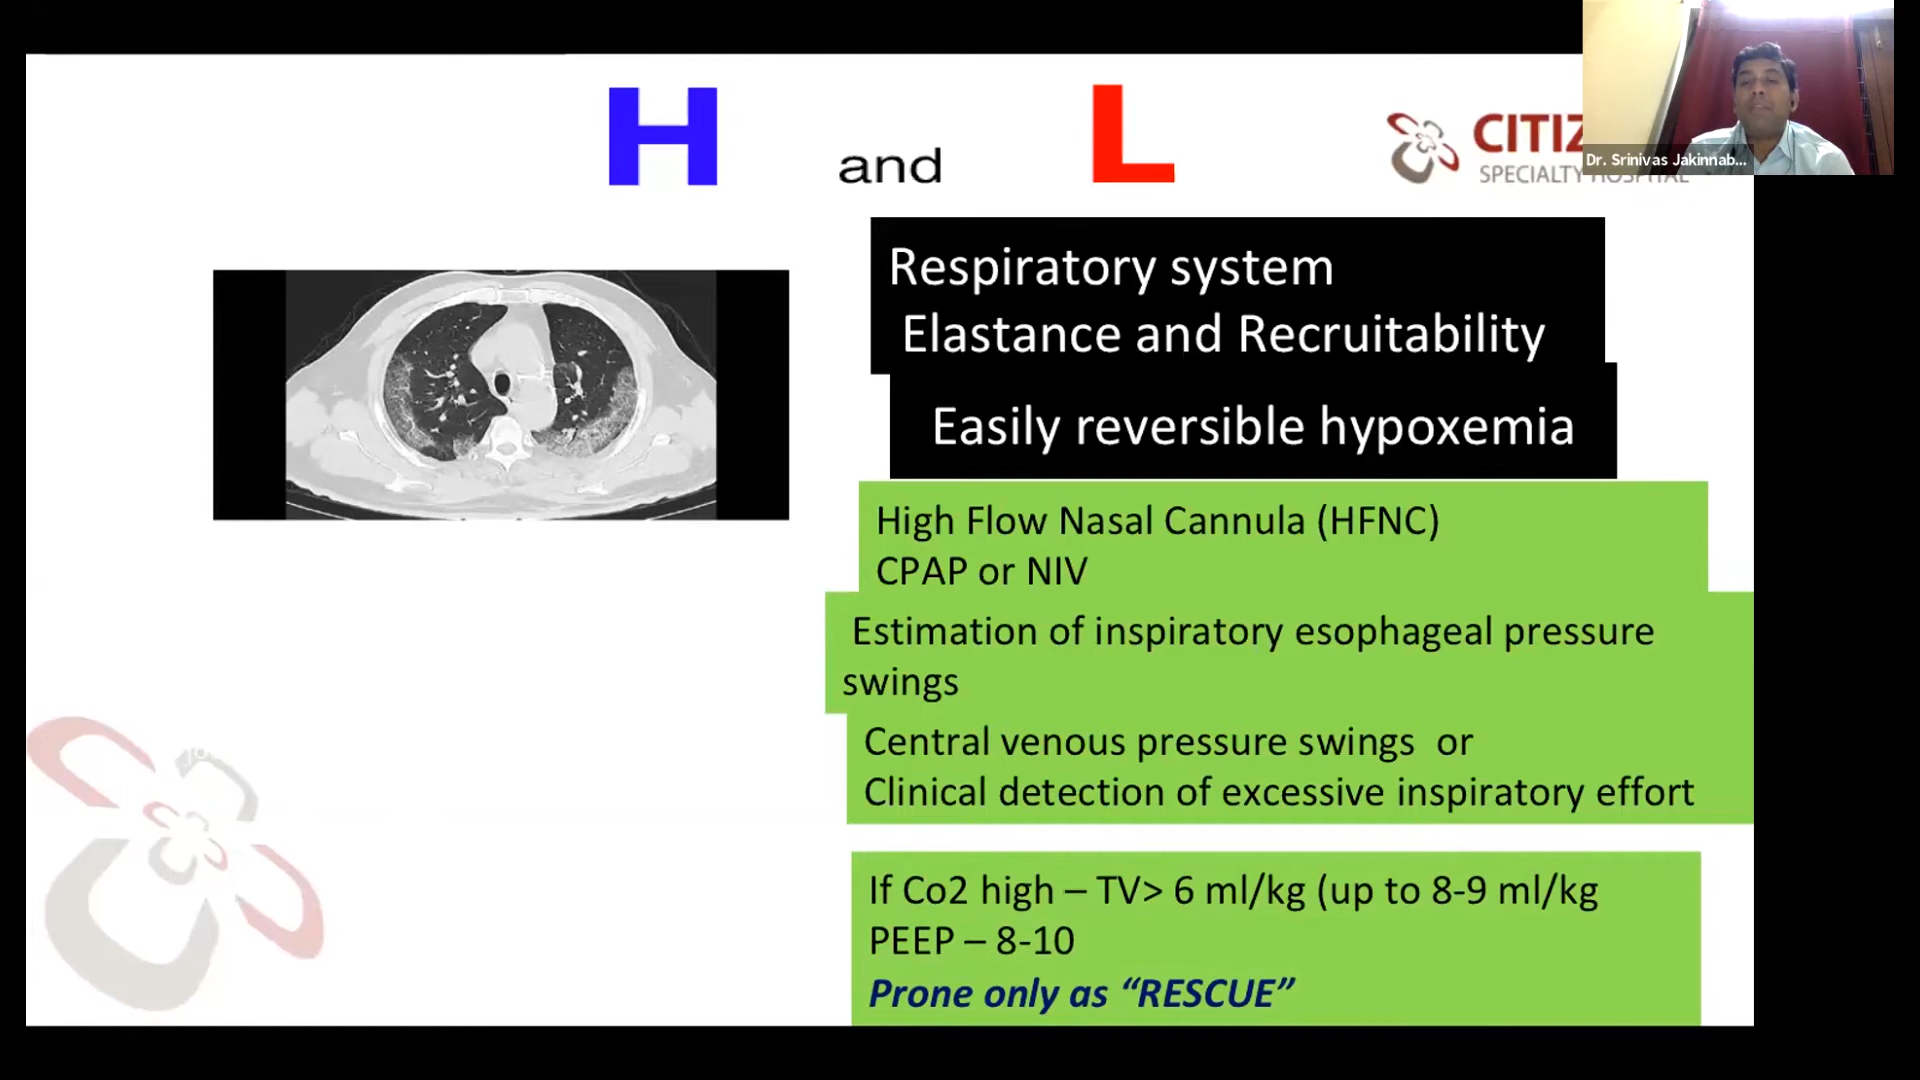 H and L
CITIZ
SPECIALTY HOSPITAL
Dr. Srinivas Jakinnab...
Respiratory system
Elastance and Recruitability
Easily reversible hypoxemia
High Flow Nasal Cannula (HFNC)
CPAP or NIV
Estimation of inspiratory esophageal pressure
swings
Central venous pressure swings or
Clinical detection of excessive inspiratory effort
If Co2 high – TV> 6 ml/kg (up to 8-9 ml/kg
PEEP – 8-10
Prone only as “RESCUE”